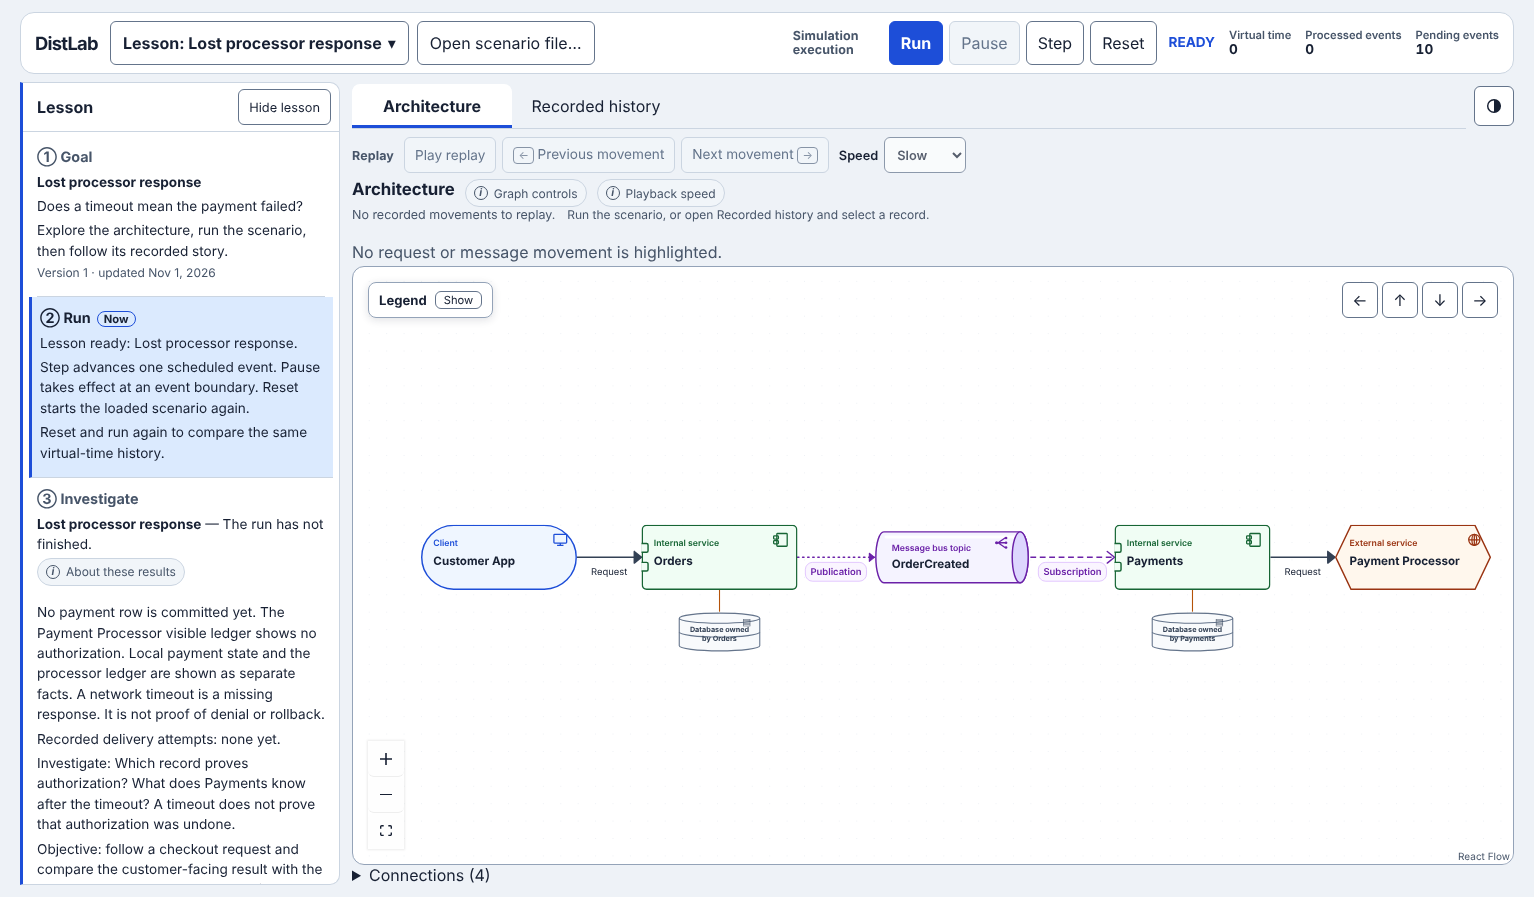 DistLab
Lesson: Lost processor response ▾
Open scenario file...
Simulation
execution
Run
Pause
Step
Reset
READY
Virtual time
0
Processed events
0
Pending events
10
Lesson
Hide lesson
1 Goal
Lost processor response
Does a timeout mean the payment failed?
Explore the architecture, run the scenario,
then follow its recorded story.
Version 1 · updated Nov 1, 2026
2 Run Now
Lesson ready: Lost processor response.
Step advances one scheduled event. Pause
takes effect at an event boundary. Reset
starts the loaded scenario again.
Reset and run again to compare the same
virtual-time history.
3 Investigate
Lost processor response — The run has not
finished.
i About these results
No payment row is committed yet. The
Payment Processor visible ledger shows no
authorization. Local payment state and the
processor ledger are shown as separate
facts. A network timeout is a missing
response. It is not proof of denial or rollback.
Recorded delivery attempts: none yet.
Investigate: Which record proves
authorization? What does Payments know
after the timeout? A timeout does not prove
that authorization was undone.
Objective: follow a checkout request and
compare the customer-facing result with the
Architecture
Recorded history
Replay
Play replay
← Previous movement
Next movement →
Speed
Slow
Architecture
i Graph controls
i Playback speed
No recorded movements to replay. Run the scenario, or open Recorded history and select a record.
No request or message movement is highlighted.
Legend
Show
← ↑ ↓ →
Client
Customer App
Request
Internal service
Orders
Database owned
by Orders
Publication
Message bus topic
OrderCreated
Subscription
Internal service
Payments
Database owned
by Payments
Request
External service
Payment Processor
React Flow
▶ Connections (4)